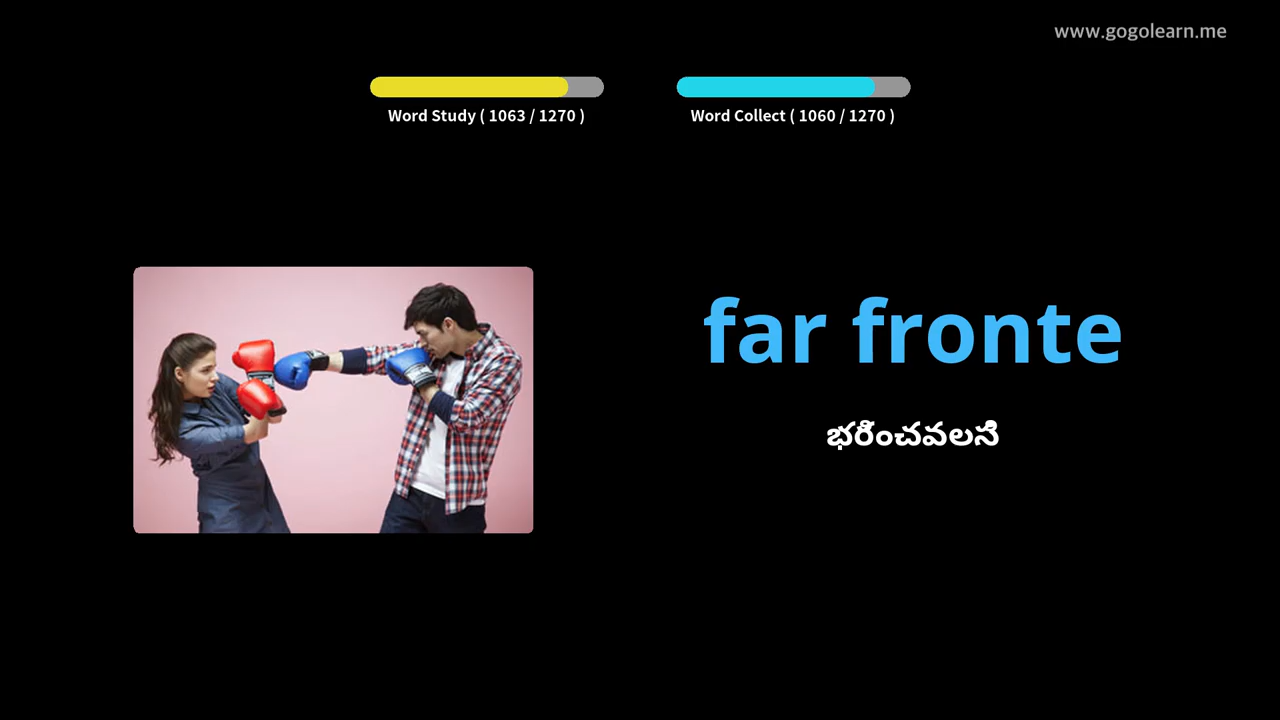 www.gogolearn.me
Word Study ( 1063 / 1270 )
Word Collect ( 1060 / 1270 )
far fronte
భరించవలసి